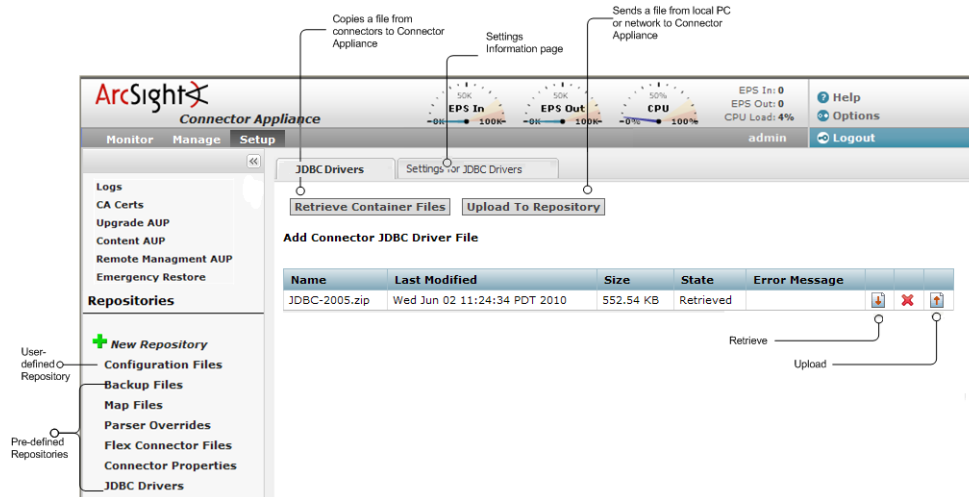 Copies a file from
connectors to Connector
Appliance
Settings
Information page
Sends a file from local PC
or network to Connector
Appliance
ArcSight
Connector Appliance
50K
EPS In
-0K 100K-
50K
EPS Out
-0K 100K-
50%
CPU
-0% 100%
EPS In: 0
EPS Out: 0
CPU Load: 4%
Help
Options
Monitor Manage Setup
admin
Logout
JDBC Drivers
Settings for JDBC Drivers
Logs
CA Certs
Upgrade AUP
Content AUP
Remote Managment AUP
Emergency Restore
Repositories
Retrieve Container Files
Upload To Repository
Add Connector JDBC Driver File
Name Last Modified Size State Error Message
JDBC-2005.zip Wed Jun 02 11:24:34 PDT 2010 552.54 KB Retrieved
Retrieve
Upload
New Repository
User-
defined
Repository
Configuration Files
Backup Files
Map Files
Parser Overrides
Flex Connector Files
Connector Properties
JDBC Drivers
Pre-defined
Repositories